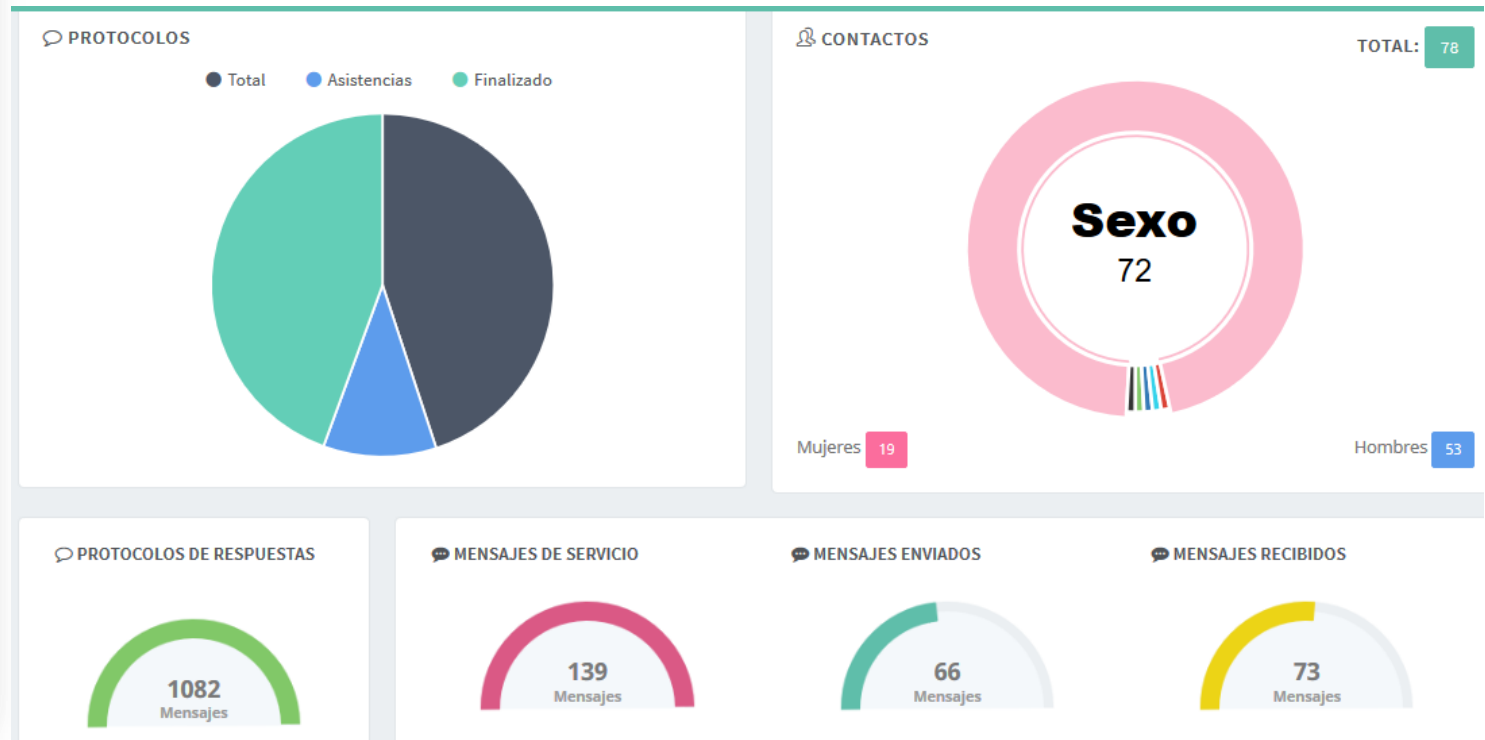 PROTOCOLOS
Total Asistencias Finalizado
CONTACTOS
TOTAL: 78
Sexo
72
Mujeres 19
Hombres 53
PROTOCOLOS DE RESPUESTAS
1082
Mensajes
MENSAJES DE SERVICIO
139
Mensajes
MENSAJES ENVIADOS
66
Mensajes
MENSAJES RECIBIDOS
73
Mensajes